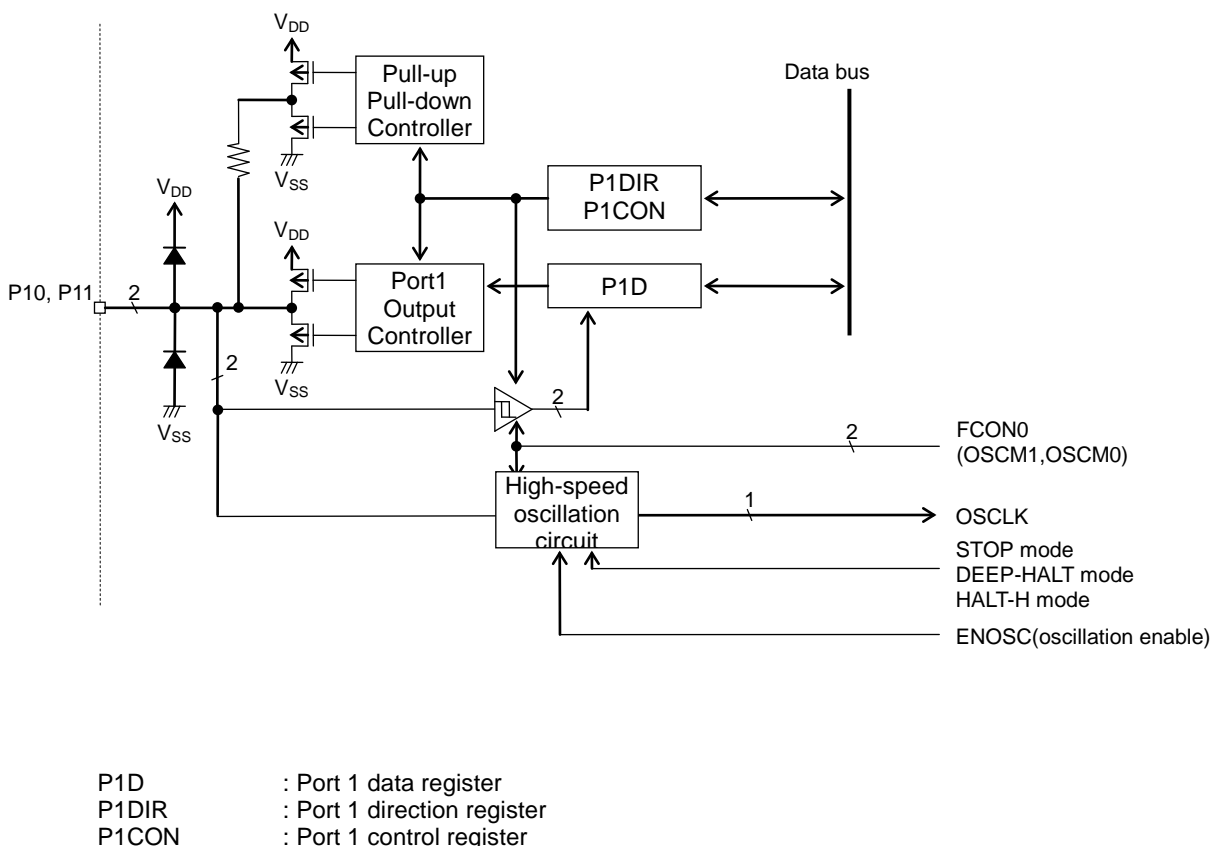 VDD
Pull-up
Pull-down
Controller
VSS
Data bus
P1DIR
P1CON
VDD
VDD
P10, P11
2
Port1
Output
Controller
P1D
2
VSS
VSS
2
2
FCON0
(OSCM1,OSCM0)
High-speed
oscillation
circuit
1
OSCLK
STOP mode
DEEP-HALT mode
HALT-H mode
ENOSC(oscillation enable)
P1D : Port 1 data register
P1DIR : Port 1 direction register
P1CON : Port 1 control register